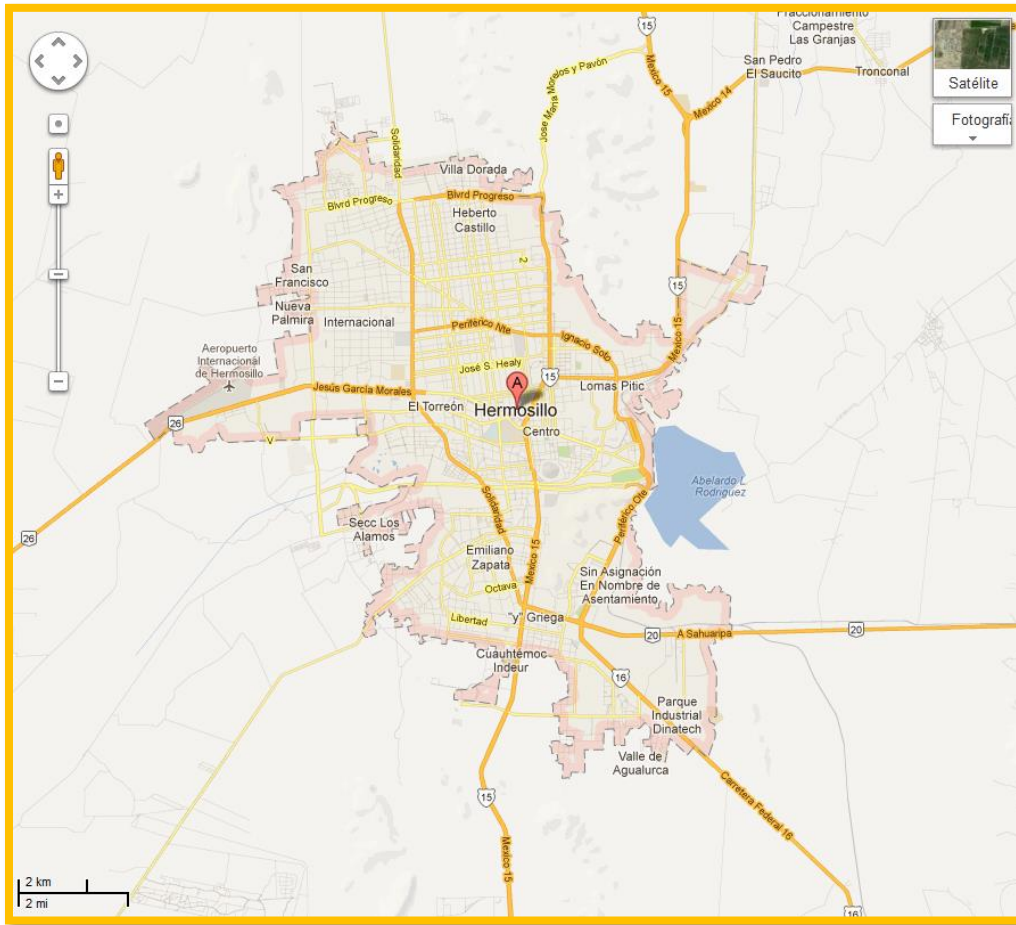 Fraccionamiento
Campestre
Las Granjas
15
Mexico 15
San Pedro
El Saucito
Tronconal
Mexico 14
Satélite
Fotografía
Jose María Morelos y Pavón
Solidaridad
Villa Dorada
Blvrd Progreso
Blvrd Progreso
Heberto
Castillo
2
San
Francisco
Nueva
Palmira
Internacional
15
Periférico Nte
Ignacio Soto
Mexico 15
Aeropuerto
Internacional
de Hermosillo
José S. Healy
15
Lomas Pitic
A
Jesús García Morales
El Torreón
Hermosillo
Centro
26
V
Abelardo L.
Rodriguez
Solidaridad
Periférico Ote
Secc Los
Alamos
26
Emiliano
Zapata
Mexico 15
Sin Asignación
En Nombre de
Asentamiento
Octava
Libertad
"y" Griega
20
A Sahuaripa
20
Cuauhtémoc
Indeur
16
Parque
Industrial
Dinatech
Valle de
Agualurca
15
Carretera Federal 16
Mexico 15
2 km
2 mi
16